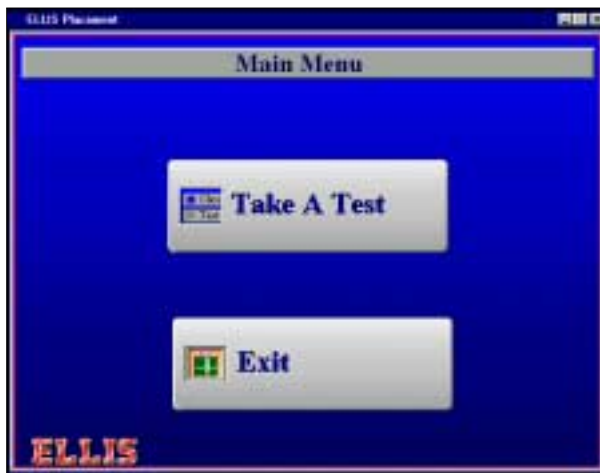 ELLIS Placement
Main Menu
Take A Test
Exit
ELLIS